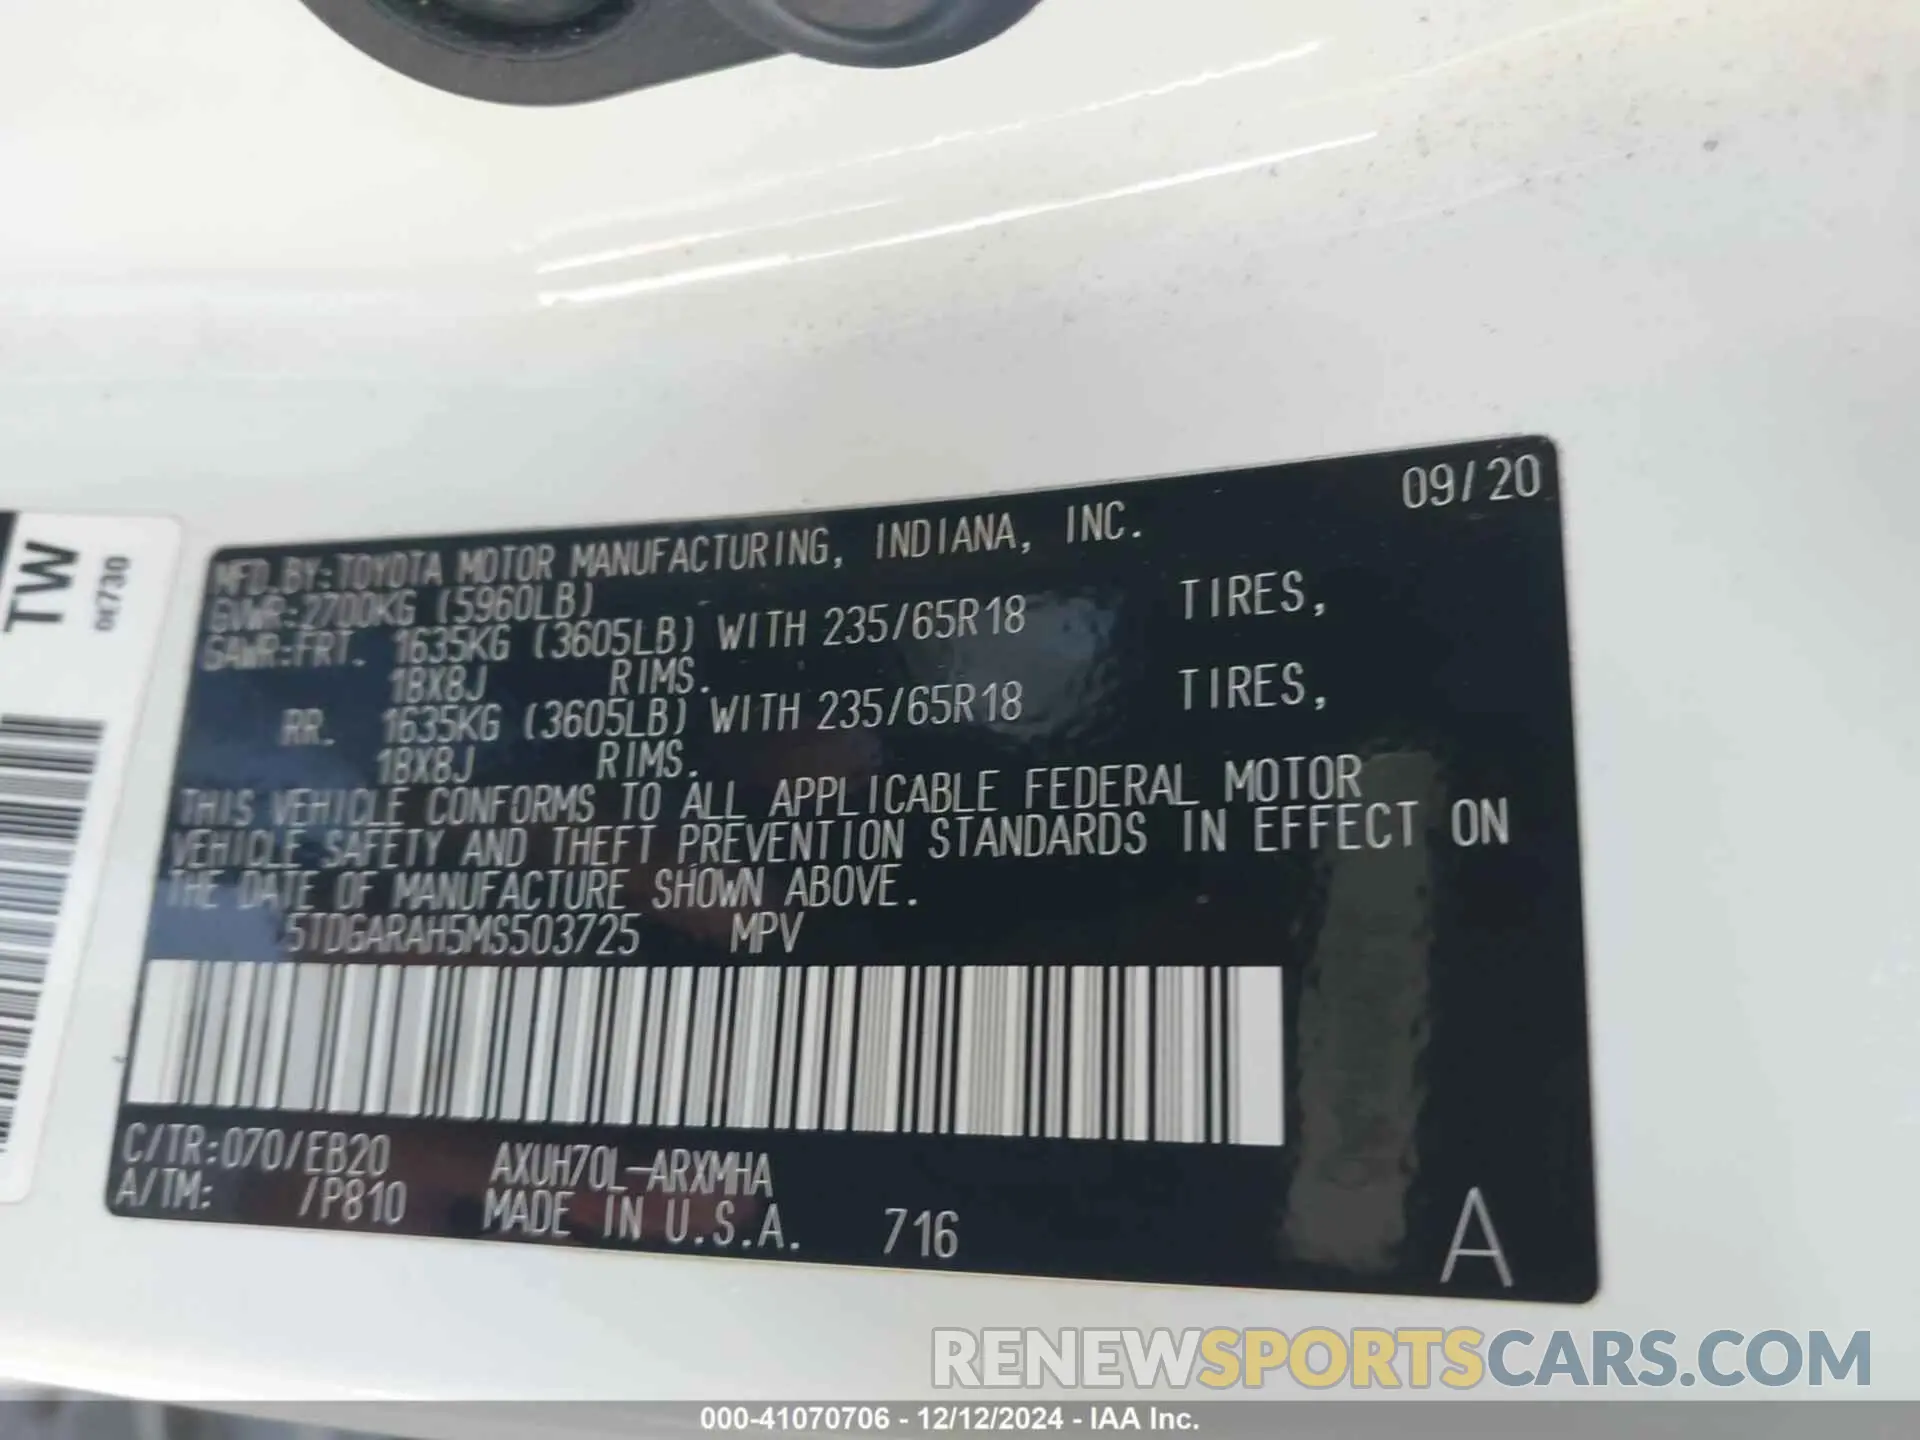 TW
DE730
09/20
MFD.BY:TOYOTA MOTOR MANUFACTURING, INDIANA, INC.
GVWR:2700KG (5960LB)
GAWR:FRT. 1635KG (3605LB) WITH 235/65R18 TIRES,
18X8J RIMS.
RR. 1635KG (3605LB) WITH 235/65R18 TIRES,
18X8J RIMS.
THIS VEHICLE CONFORMS TO ALL APPLICABLE FEDERAL MOTOR
VEHICLE SAFETY AND THEFT PREVENTION STANDARDS IN EFFECT ON
THE DATE OF MANUFACTURE SHOWN ABOVE.
5TDGARAH5MS503725 MPV
C/TR:070/EB20 AXUH70L-ARXMHA
A/TM: /P810 MADE IN U.S.A. 716 A
RENEWSPORTSCARS.COM
000-41070706 - 12/12/2024 - IAA Inc.